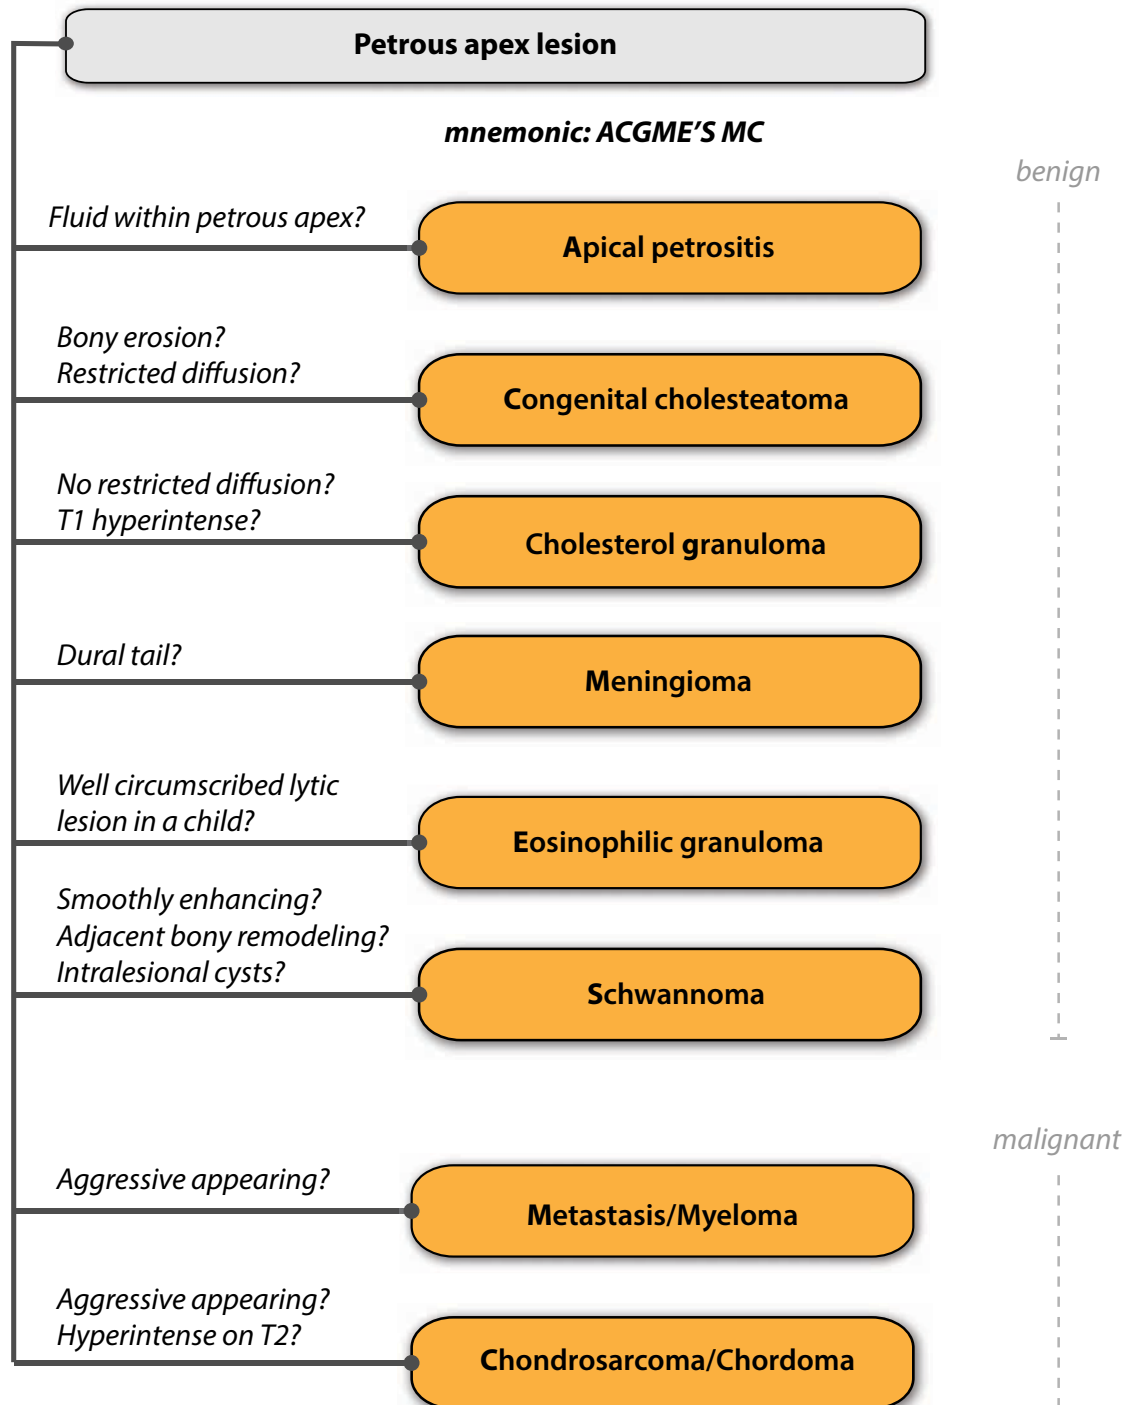 Petrous apex lesion
mnemonic: ACGME'S MC
benign
Fluid within petrous apex?
Apical petrositis
Bony erosion?
Restricted diffusion?
Congenital cholesteatoma
No restricted diffusion?
T1 hyperintense?
Cholesterol granuloma
Dural tail?
Meningioma
Well circumscribed lytic
lesion in a child?
Eosinophilic granuloma
Smoothly enhancing?
Adjacent bony remodeling?
Intralesional cysts?
Schwannoma
malignant
Aggressive appearing?
Metastasis/Myeloma
Aggressive appearing?
Hyperintense on T2?
Chondrosarcoma/Chordoma